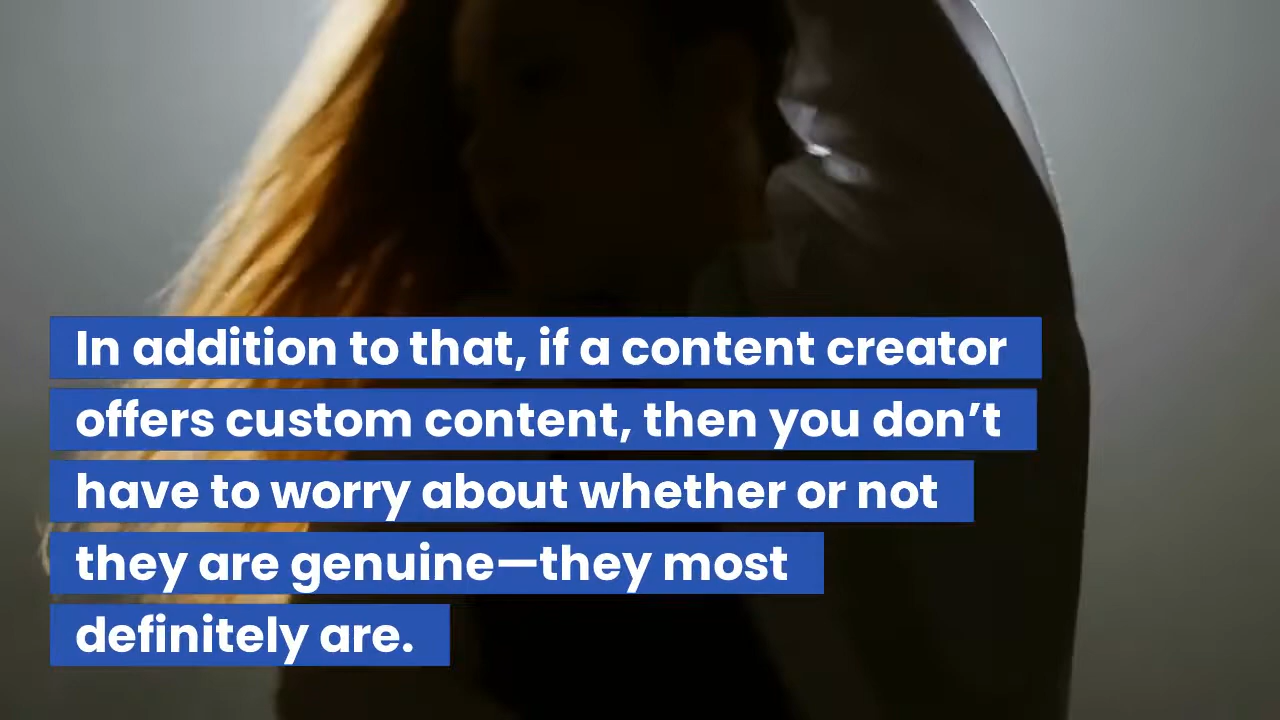 In addition to that, if a content creator
offers custom content, then you don’t
have to worry about whether or not
they are genuine—they most
definitely are.